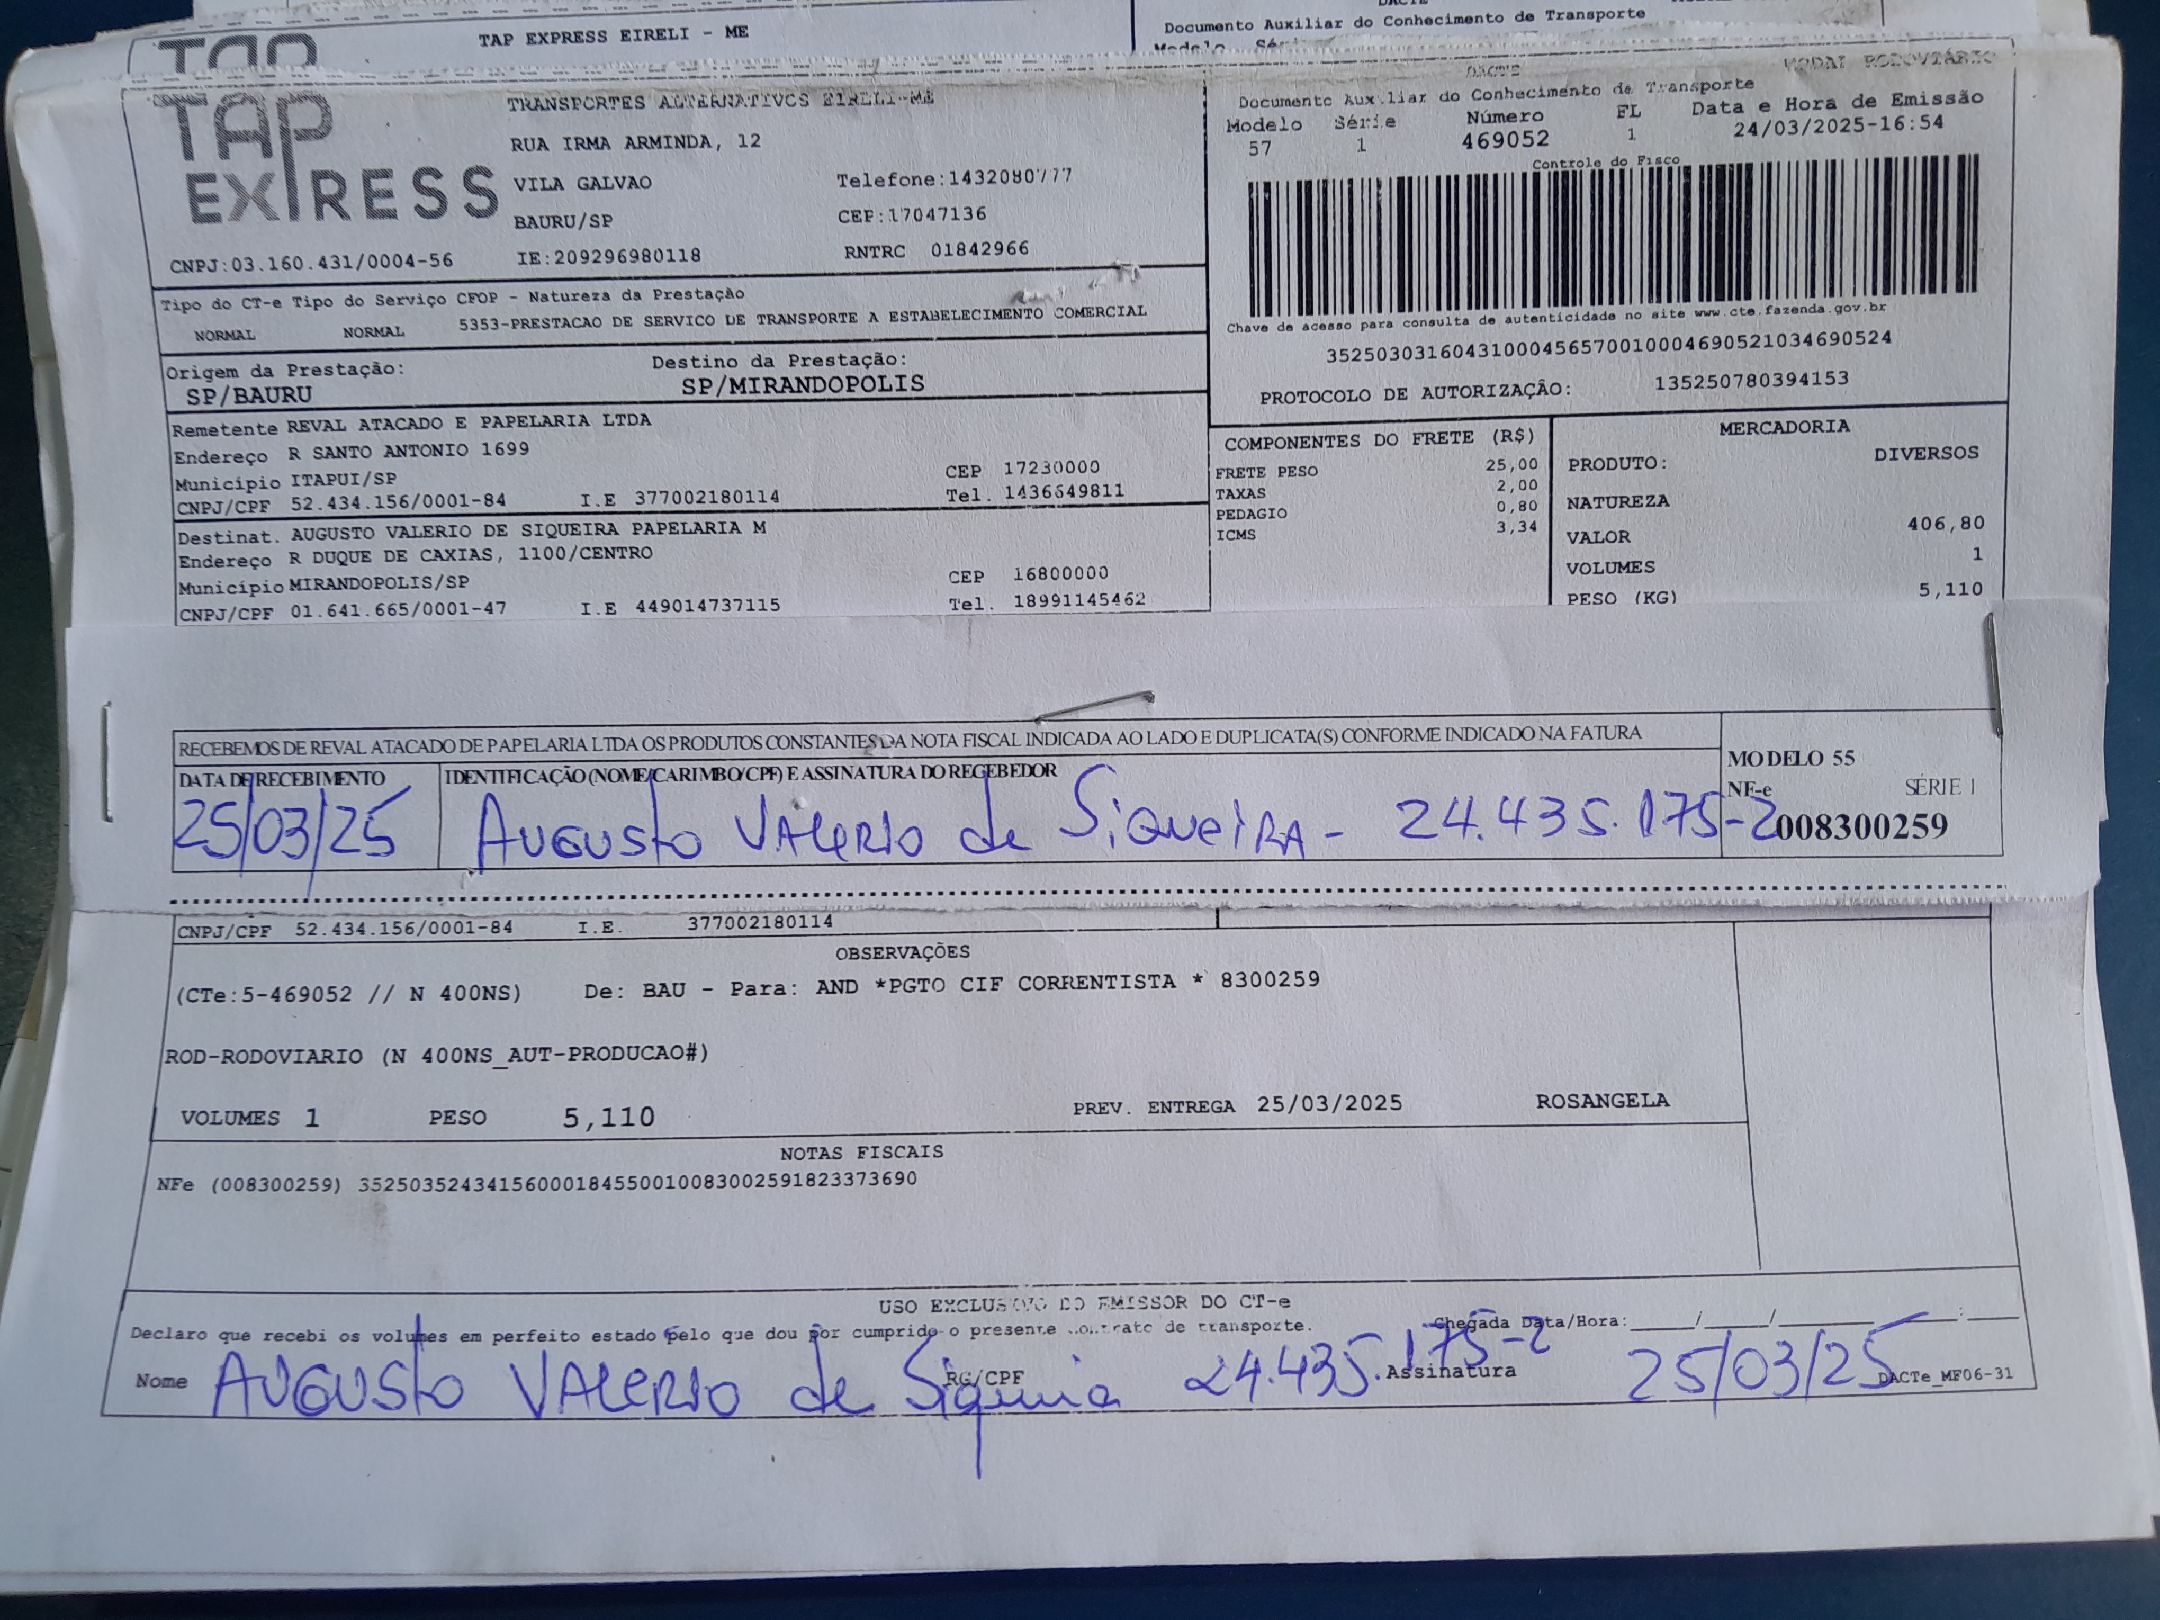 DACTE
TAP EXPRESS EIRELI - ME
Documento Auxiliar do Conhecimento de Transporte
Modelo Sér
TAP
EXPRESS
TRANSPORTES ALTERNATIVOS EIRELI-ME
RUA IRMA ARMINDA, 12
VILA GALVAO
Telefone:1432080777
BAURU/SP
CEP:17047136
CNPJ:03.160.431/0004-56
IE:209296980118
RNTRC 01842966
DACTE
MODAL RODOVIÁRIO
Documento Auxiliar do Conhecimento de Transporte
Modelo Série Número FL Data e Hora de Emissão
57 1 469052 1 24/03/2025-16:54
Controle do Fisco
Chave de acesso para consulta de autenticidade no site www.cte.fazenda.gov.br
35250303160431000456570010004690521034690524
PROTOCOLO DE AUTORIZAÇÃO: 135250780394153
Tipo do CT-e Tipo do Serviço CFOP - Natureza da Prestação
NORMAL NORMAL 5353-PRESTACAO DE SERVICO DE TRANSPORTE A ESTABELECIMENTO COMERCIAL
Origem da Prestação: Destino da Prestação:
SP/BAURU SP/MIRANDOPOLIS
Remetente REVAL ATACADO E PAPELARIA LTDA
Endereço R SANTO ANTONIO 1699
Município ITAPUI/SP CEP 17230000
CNPJ/CPF 52.434.156/0001-84 I.E 377002180114 Tel. 1436649811
Destinat. AUGUSTO VALERIO DE SIQUEIRA PAPELARIA M
Endereço R DUQUE DE CAXIAS, 1100/CENTRO
Município MIRANDOPOLIS/SP CEP 16800000
CNPJ/CPF 01.641.665/0001-47 I.E 449014737115 Tel. 18991145462
COMPONENTES DO FRETE (R$)
FRETE PESO 25,00
TAXAS 2,00
PEDAGIO 0,80
ICMS 3,34
MERCADORIA
PRODUTO: DIVERSOS
NATUREZA
VALOR 406,80
VOLUMES 1
PESO (KG) 5,110
RECEBEMOS DE REVAL ATACADO DE PAPELARIA LTDA OS PRODUTOS CONSTANTES DA NOTA FISCAL INDICADA AO LADO E DUPLICATA(S) CONFORME INDICADO NA FATURA
DATA DE RECEBIMENTO
25/03/25
IDENTIFICAÇÃO (NOME/CARIMBO/CPF) E ASSINATURA DO RECEBEDOR
Augusto Valerio de Siqueira - 24.435.175-2
MODELO 55
NF-e SÉRIE 1
008300259
CNPJ/CPF 52.434.156/0001-84 I.E. 377002180114
OBSERVAÇÕES
(CTe:5-469052 // N 400NS) De: BAU - Para: AND *PGTO CIF CORRENTISTA * 8300259
ROD-RODOVIARIO (N 400NS_AUT-PRODUCAO#)
VOLUMES 1 PESO 5,110 PREV. ENTREGA 25/03/2025 ROSANGELA
NOTAS FISCAIS
NFe (008300259) 35250352434156000184550010083002591823373690
USO EXCLUSIVO DO EMISSOR DO CT-e
Declaro que recebi os volumes em perfeito estado pelo que dou por cumprido o presente contrato de transporte. Chegada Data/Hora:_____/_____/_______ ____:____
Nome Augusto Valerio de Siqueira RG/CPF 24.435.175-2 Assinatura 25/03/25 DACTe_MF06-31